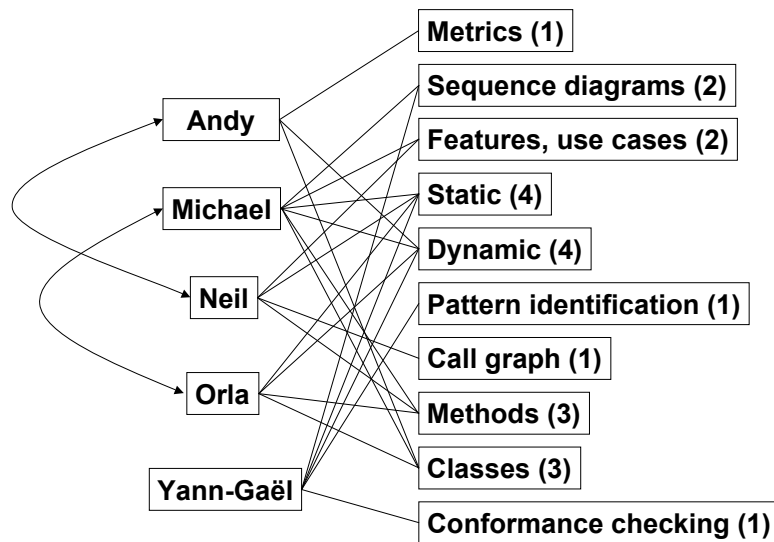 Andy
Michael
Neil
Orla
Yann-Gaël
Metrics (1)
Sequence diagrams (2)
Features, use cases (2)
Static (4)
Dynamic (4)
Pattern identification (1)
Call graph (1)
Methods (3)
Classes (3)
Conformance checking (1)